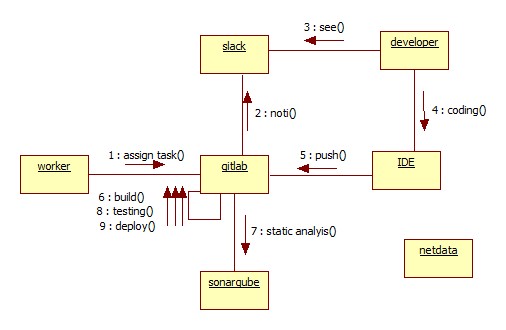 3 : see()
slack
developer
2 : noti()
4 : coding()
1 : assign task()
5 : push()
worker
gitlab
IDE
6 : build()
8 : testing()
9 : deploy()
7 : static analyis()
netdata
sonarqube